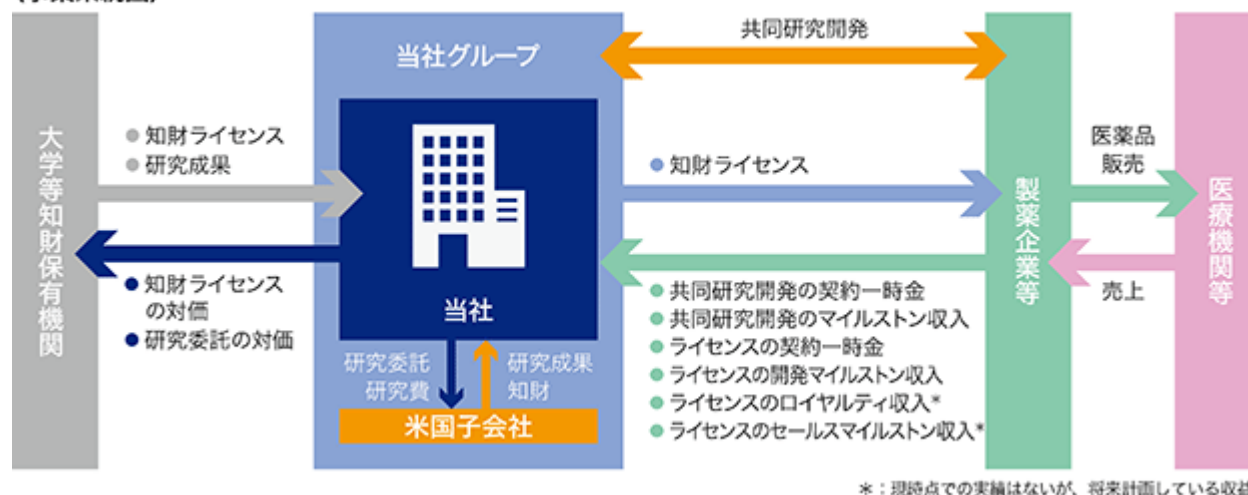 大学等知財保有機関
● 知財ライセンス
● 研究成果
● 知財ライセンス
の対価
● 研究委託の対価
当社グループ
当社
研究委託
研究費
研究成果
知財
米国子会社
共同研究開発
● 知財ライセンス
● 共同研究開発の契約一時金
● 共同研究開発のマイルストン収入
● ライセンスの契約一時金
● ライセンスの開発マイルストン収入
● ライセンスのロイヤルティ収入*
● ライセンスのセールスマイルストン収入*
製薬企業等
医薬品
販売
売上
医療機関等
*：現時点での実績はないが、将来計画している収益